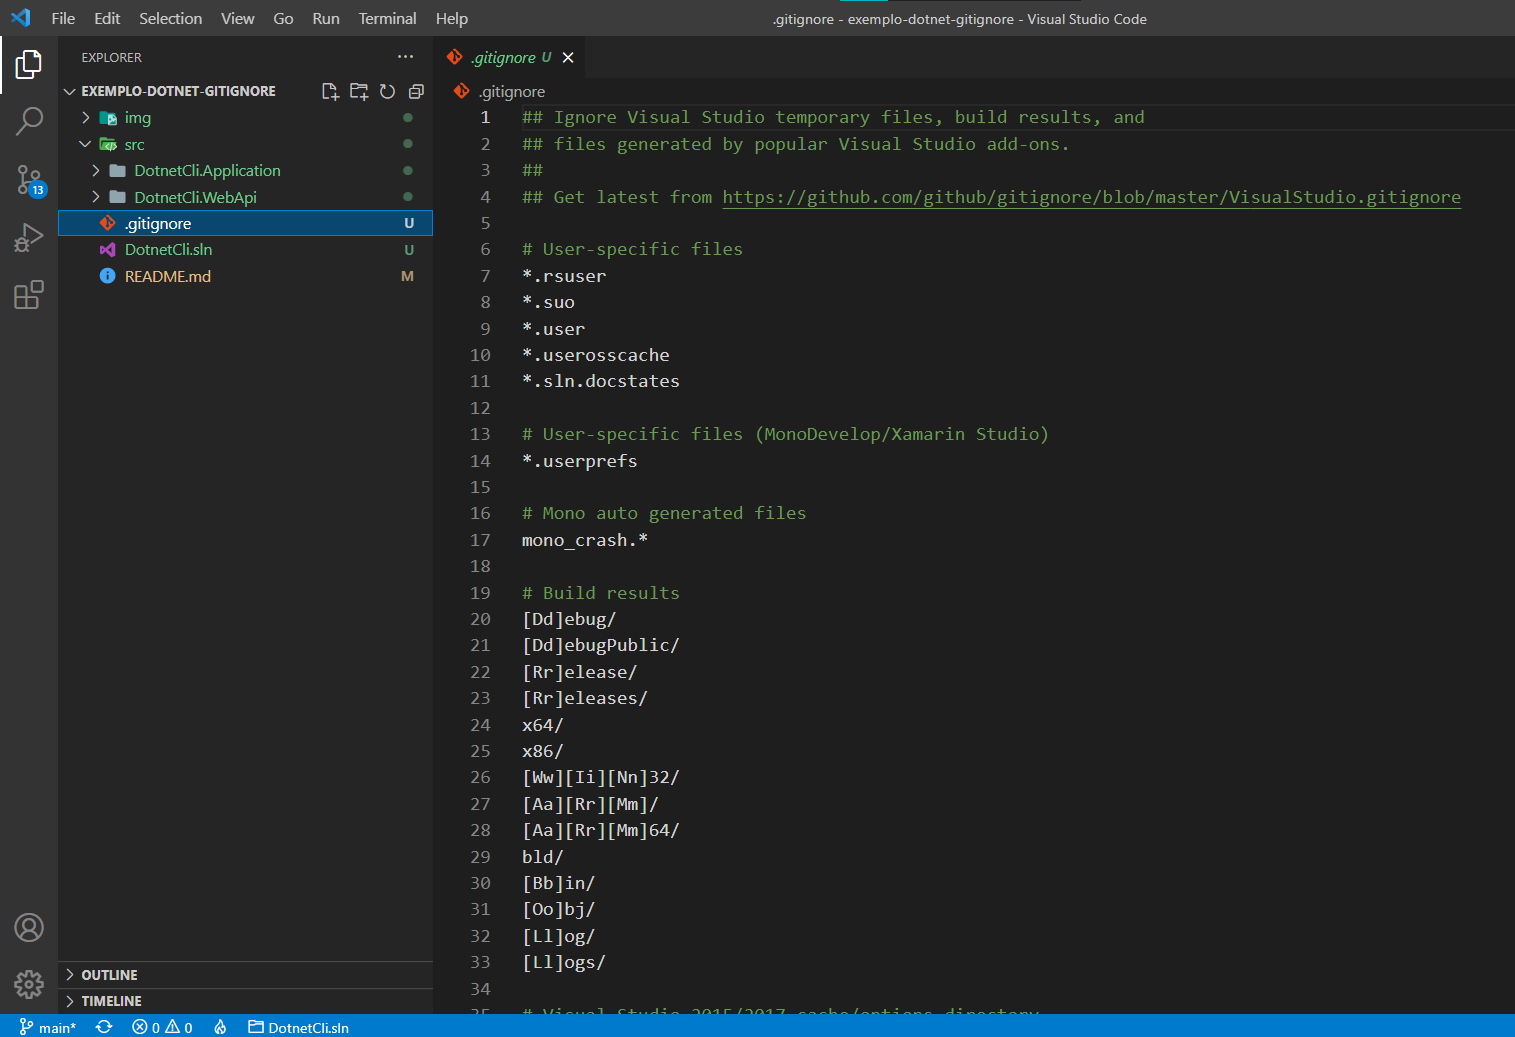 File Edit Selection View Go Run Terminal Help
.gitignore - exemplo-dotnet-gitignore - Visual Studio Code
EXPLORER
EXEMPLO-DOTNET-GITIGNORE
img
src
DotnetCli.Application
DotnetCli.WebApi
.gitignore U
DotnetCli.sln U
README.md M
13
OUTLINE
TIMELINE
.gitignore U
.gitignore
1 ## Ignore Visual Studio temporary files, build results, and
2 ## files generated by popular Visual Studio add-ons.
3 ##
4 ## Get latest from https://github.com/github/gitignore/blob/master/VisualStudio.gitignore
5
6 # User-specific files
7 *.rsuser
8 *.suo
9 *.user
10 *.userosscache
11 *.sln.docstates
12
13 # User-specific files (MonoDevelop/Xamarin Studio)
14 *.userprefs
15
16 # Mono auto generated files
17 mono_crash.*
18
19 # Build results
20 [Dd]ebug/
21 [Dd]ebugPublic/
22 [Rr]elease/
23 [Rr]eleases/
24 x64/
25 x86/
26 [Ww][Ii][Nn]32/
27 [Aa][Rr][Mm]/
28 [Aa][Rr][Mm]64/
29 bld/
30 [Bb]in/
31 [Oo]bj/
32 [Ll]og/
33 [Ll]ogs/
34
35 # Visual Studio 2015/2017 cache/options directory
main* 0 0 DotnetCli.sln